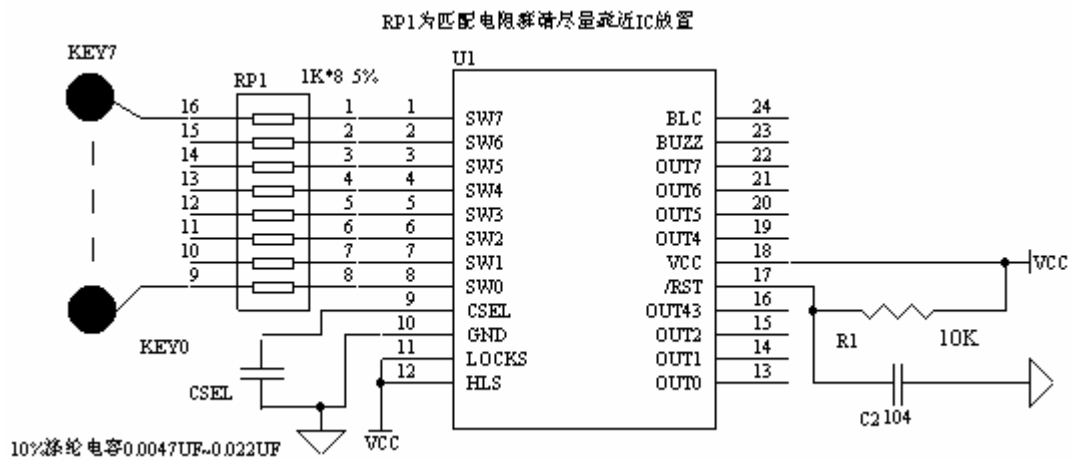 RP1为匹配电阻群请尽量靠近IC放置
KEY7
U1
RP1
1K*8 5%
16 1 1 SW7
15 2 2 SW6
14 3 3 SW5
13 4 4 SW4
12 5 5 SW3
11 6 6 SW2
10 7 7 SW1
9 8 8 SW0
9 CSEL
10 GND
11 LOCKS
12 HLS
BLC 24
BUZZ 23
OUT7 22
OUT6 21
OUT5 20
OUT4 19
VCC 18
/RST 17
OUT43 16
OUT2 15
OUT1 14
OUT0 13
VCC
R1 10K
C2 104
KEY0
CSEL
VCC
10%涤纶电容0.0047UF~0.022UF